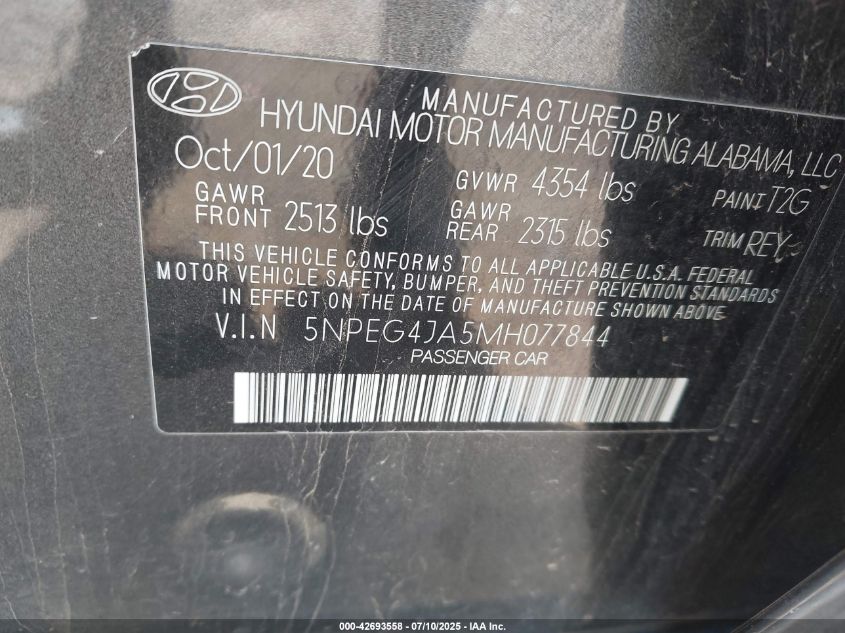 MANUFACTURED BY
HYUNDAI MOTOR MANUFACTURING ALABAMA, LLC
Oct/01/20 GVWR 4354 lbs PAINT T2G
GAWR FRONT 2513 lbs GAWR REAR 2315 lbs TRIM REY
THIS VEHICLE CONFORMS TO ALL APPLICABLE U.S.A. FEDERAL
MOTOR VEHICLE SAFETY, BUMPER, AND THEFT PREVENTION STANDARDS
IN EFFECT ON THE DATE OF MANUFACTURE SHOWN ABOVE.
V.I.N 5NPEG4JA5MH077844
PASSENGER CAR
000-42693558 - 07/10/2025 - IAA Inc.